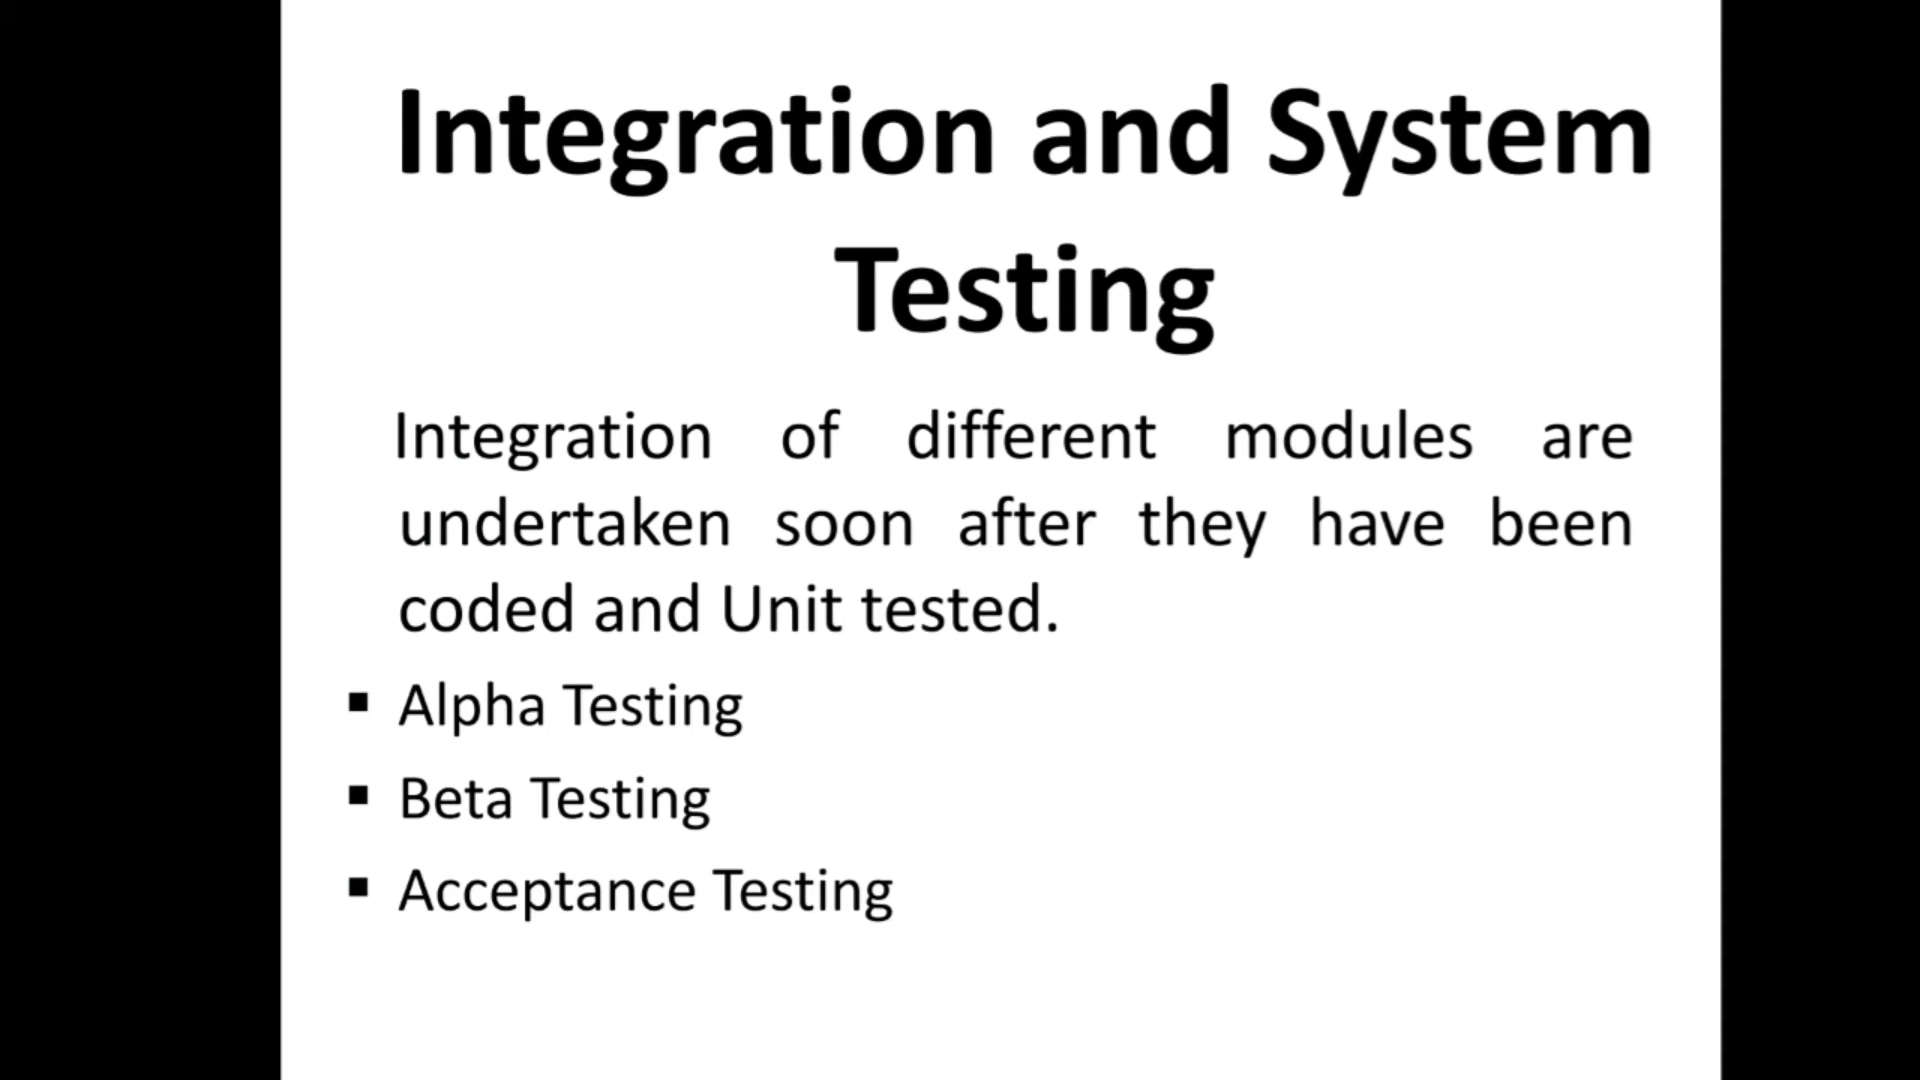 Integration and System
Testing
Integration of different modules are
undertaken soon after they have been
coded and Unit tested.
▪ Alpha Testing
▪ Beta Testing
▪ Acceptance Testing